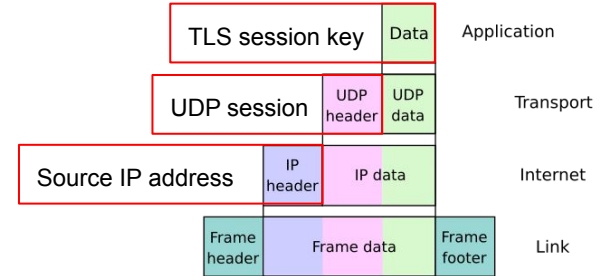 TLS session key Data Application
UDP session UDP header UDP data Transport
Source IP address IP header IP data Internet
Frame header Frame data Frame footer Link